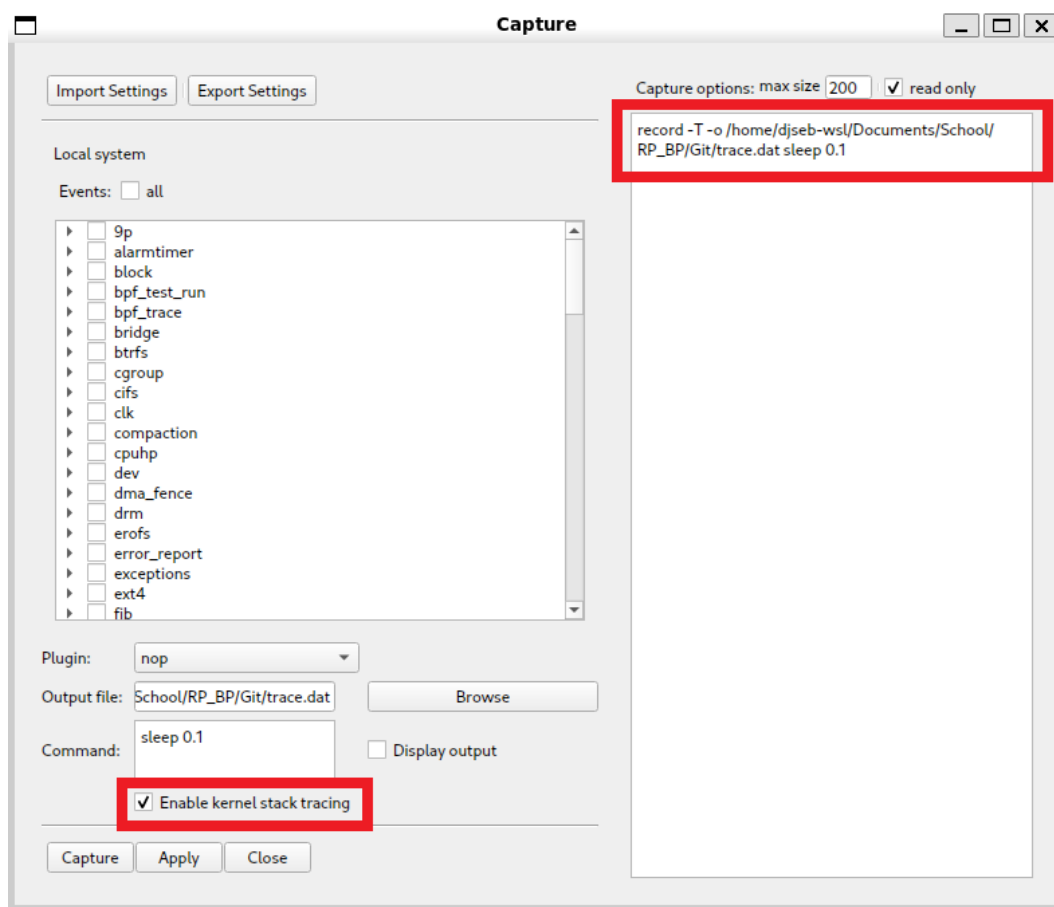 Capture
Import Settings
Export Settings
Local system
Events:
all
9p
alarmtimer
block
bpf_test_run
bpf_trace
bridge
btrfs
cgroup
cifs
clk
compaction
cpuhp
dev
dma_fence
drm
erofs
error_report
exceptions
ext4
fib
Plugin:
nop
Output file:
School/RP_BP/Git/trace.dat
Browse
Command:
sleep 0.1
Display output
Enable kernel stack tracing
Capture
Apply
Close
Capture options: max size 200 read only
record -T -o /home/djseb-wsl/Documents/School/
RP_BP/Git/trace.dat sleep 0.1